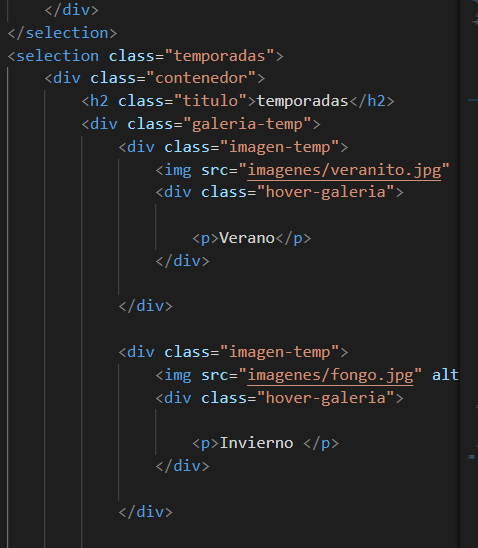 </div>
</selection>
<selection class="temporadas">
<div class="contenedor">
<h2 class="titulo">temporadas</h2>
<div class="galeria-temp">
<div class="imagen-temp">
<img src="imagenes/veranito.jpg"
<div class="hover-galeria">
<p>Verano</p>
</div>
</div>
<div class="imagen-temp">
<img src="imagenes/fongo.jpg" alt
<div class="hover-galeria">
<p>Invierno </p>
</div>
</div>